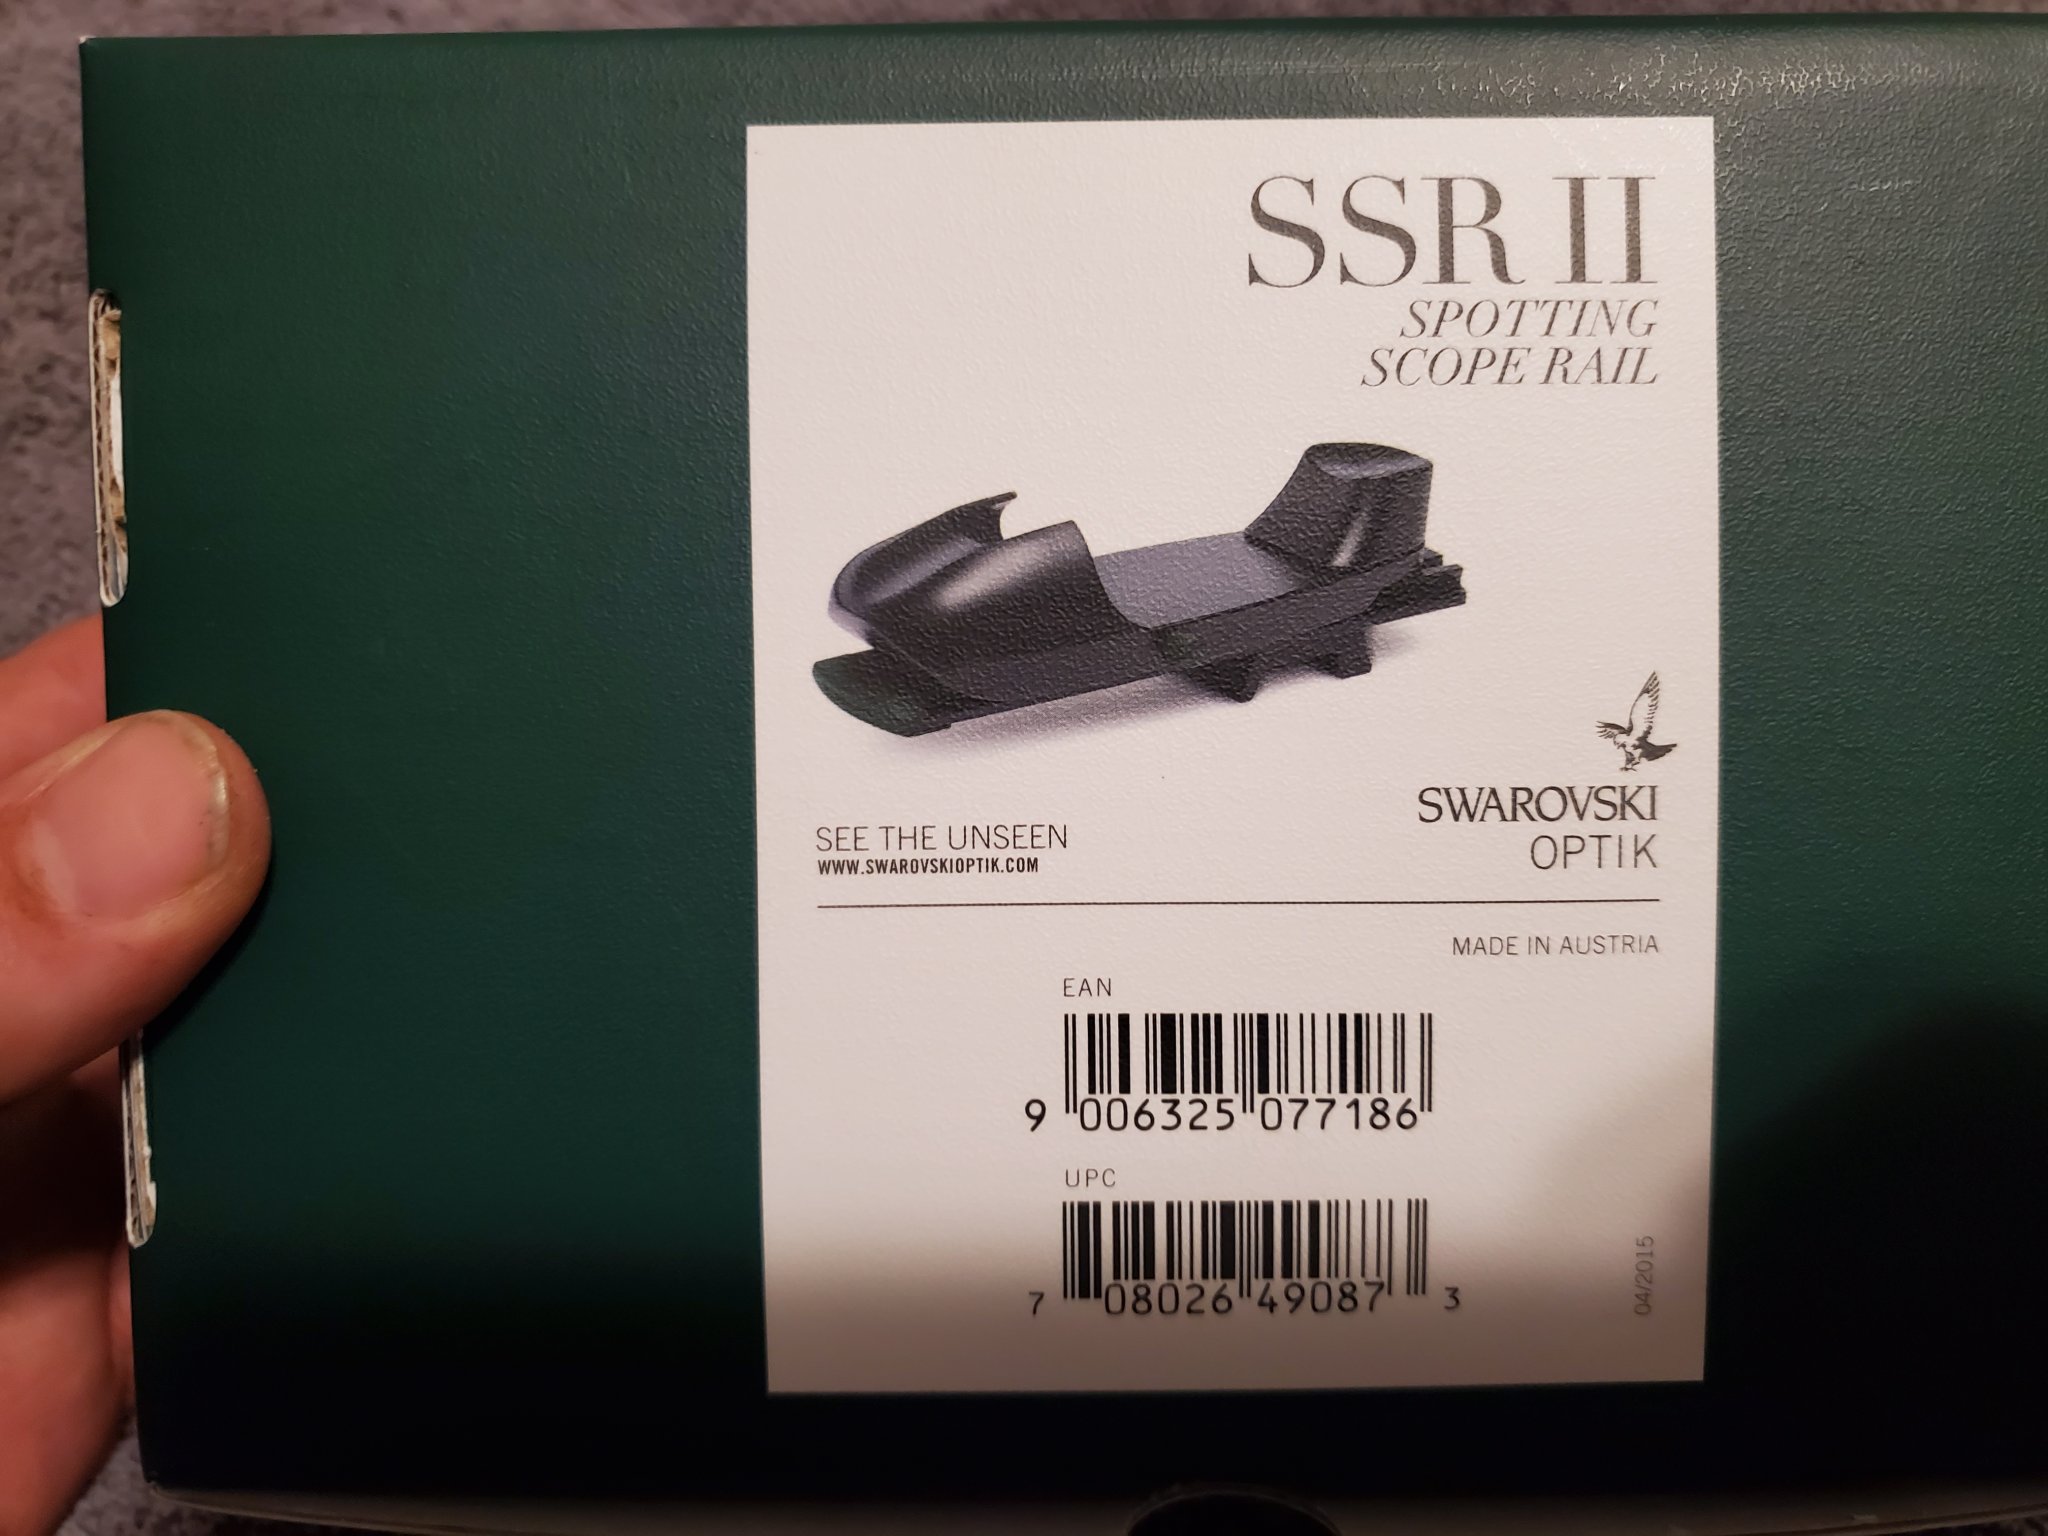 SSR II
SPOTTING
SCOPE RAIL
SWAROVSKI
OPTIK
SEE THE UNSEEN
WWW.SWAROVSKIOPTIK.COM
MADE IN AUSTRIA
EAN
9 006325 077186
UPC
7 08026 49087 3
04/2015